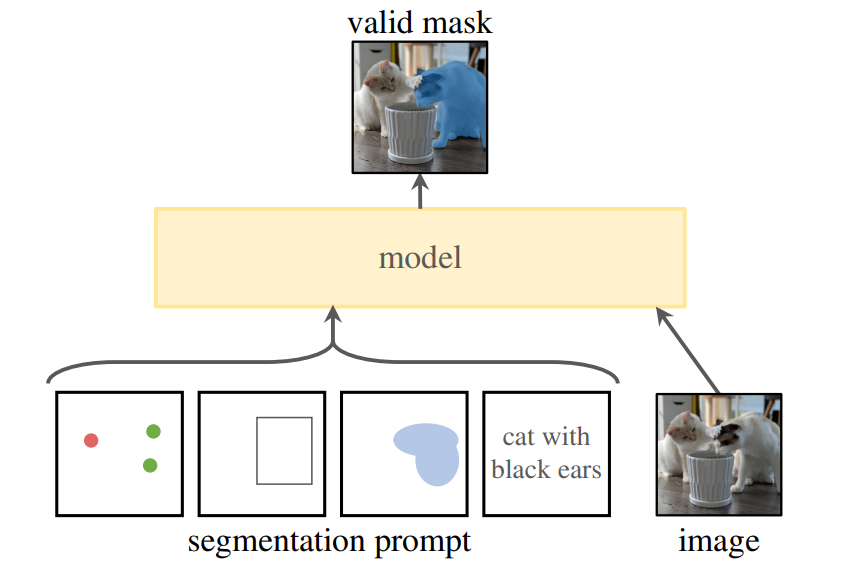 valid mask
model
cat with
black ears
segmentation prompt
image